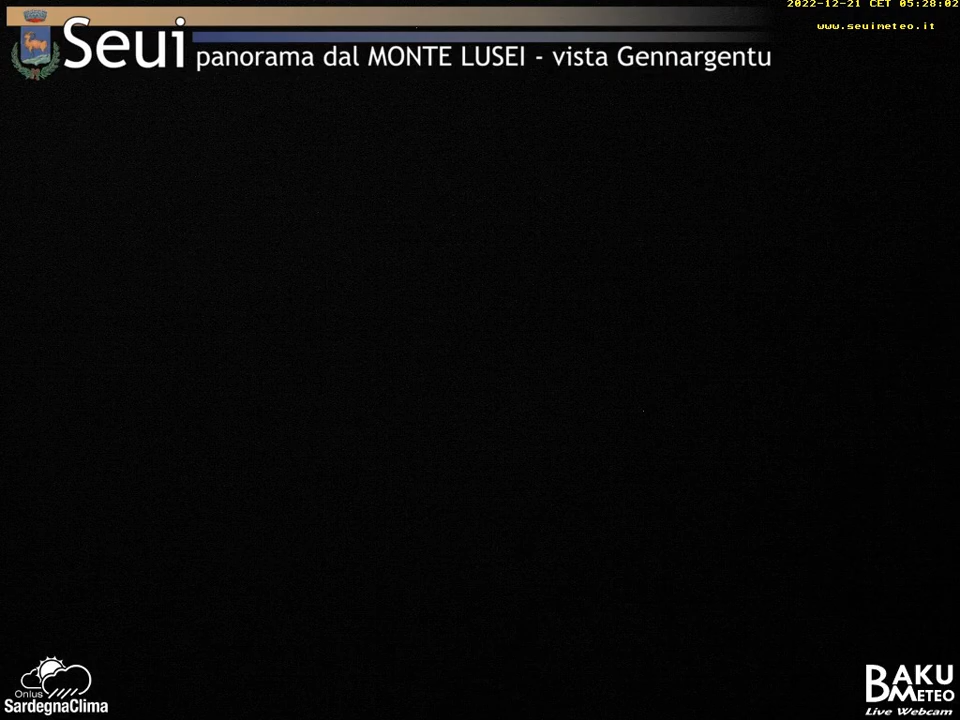 2022-12-21 CET 05:28:02
www.seuimeteo.it
Seui panorama dal MONTE LUSEI - vista Gennargentu
Onlus
SardegnaClima
BAKU
METEO
Live Webcam